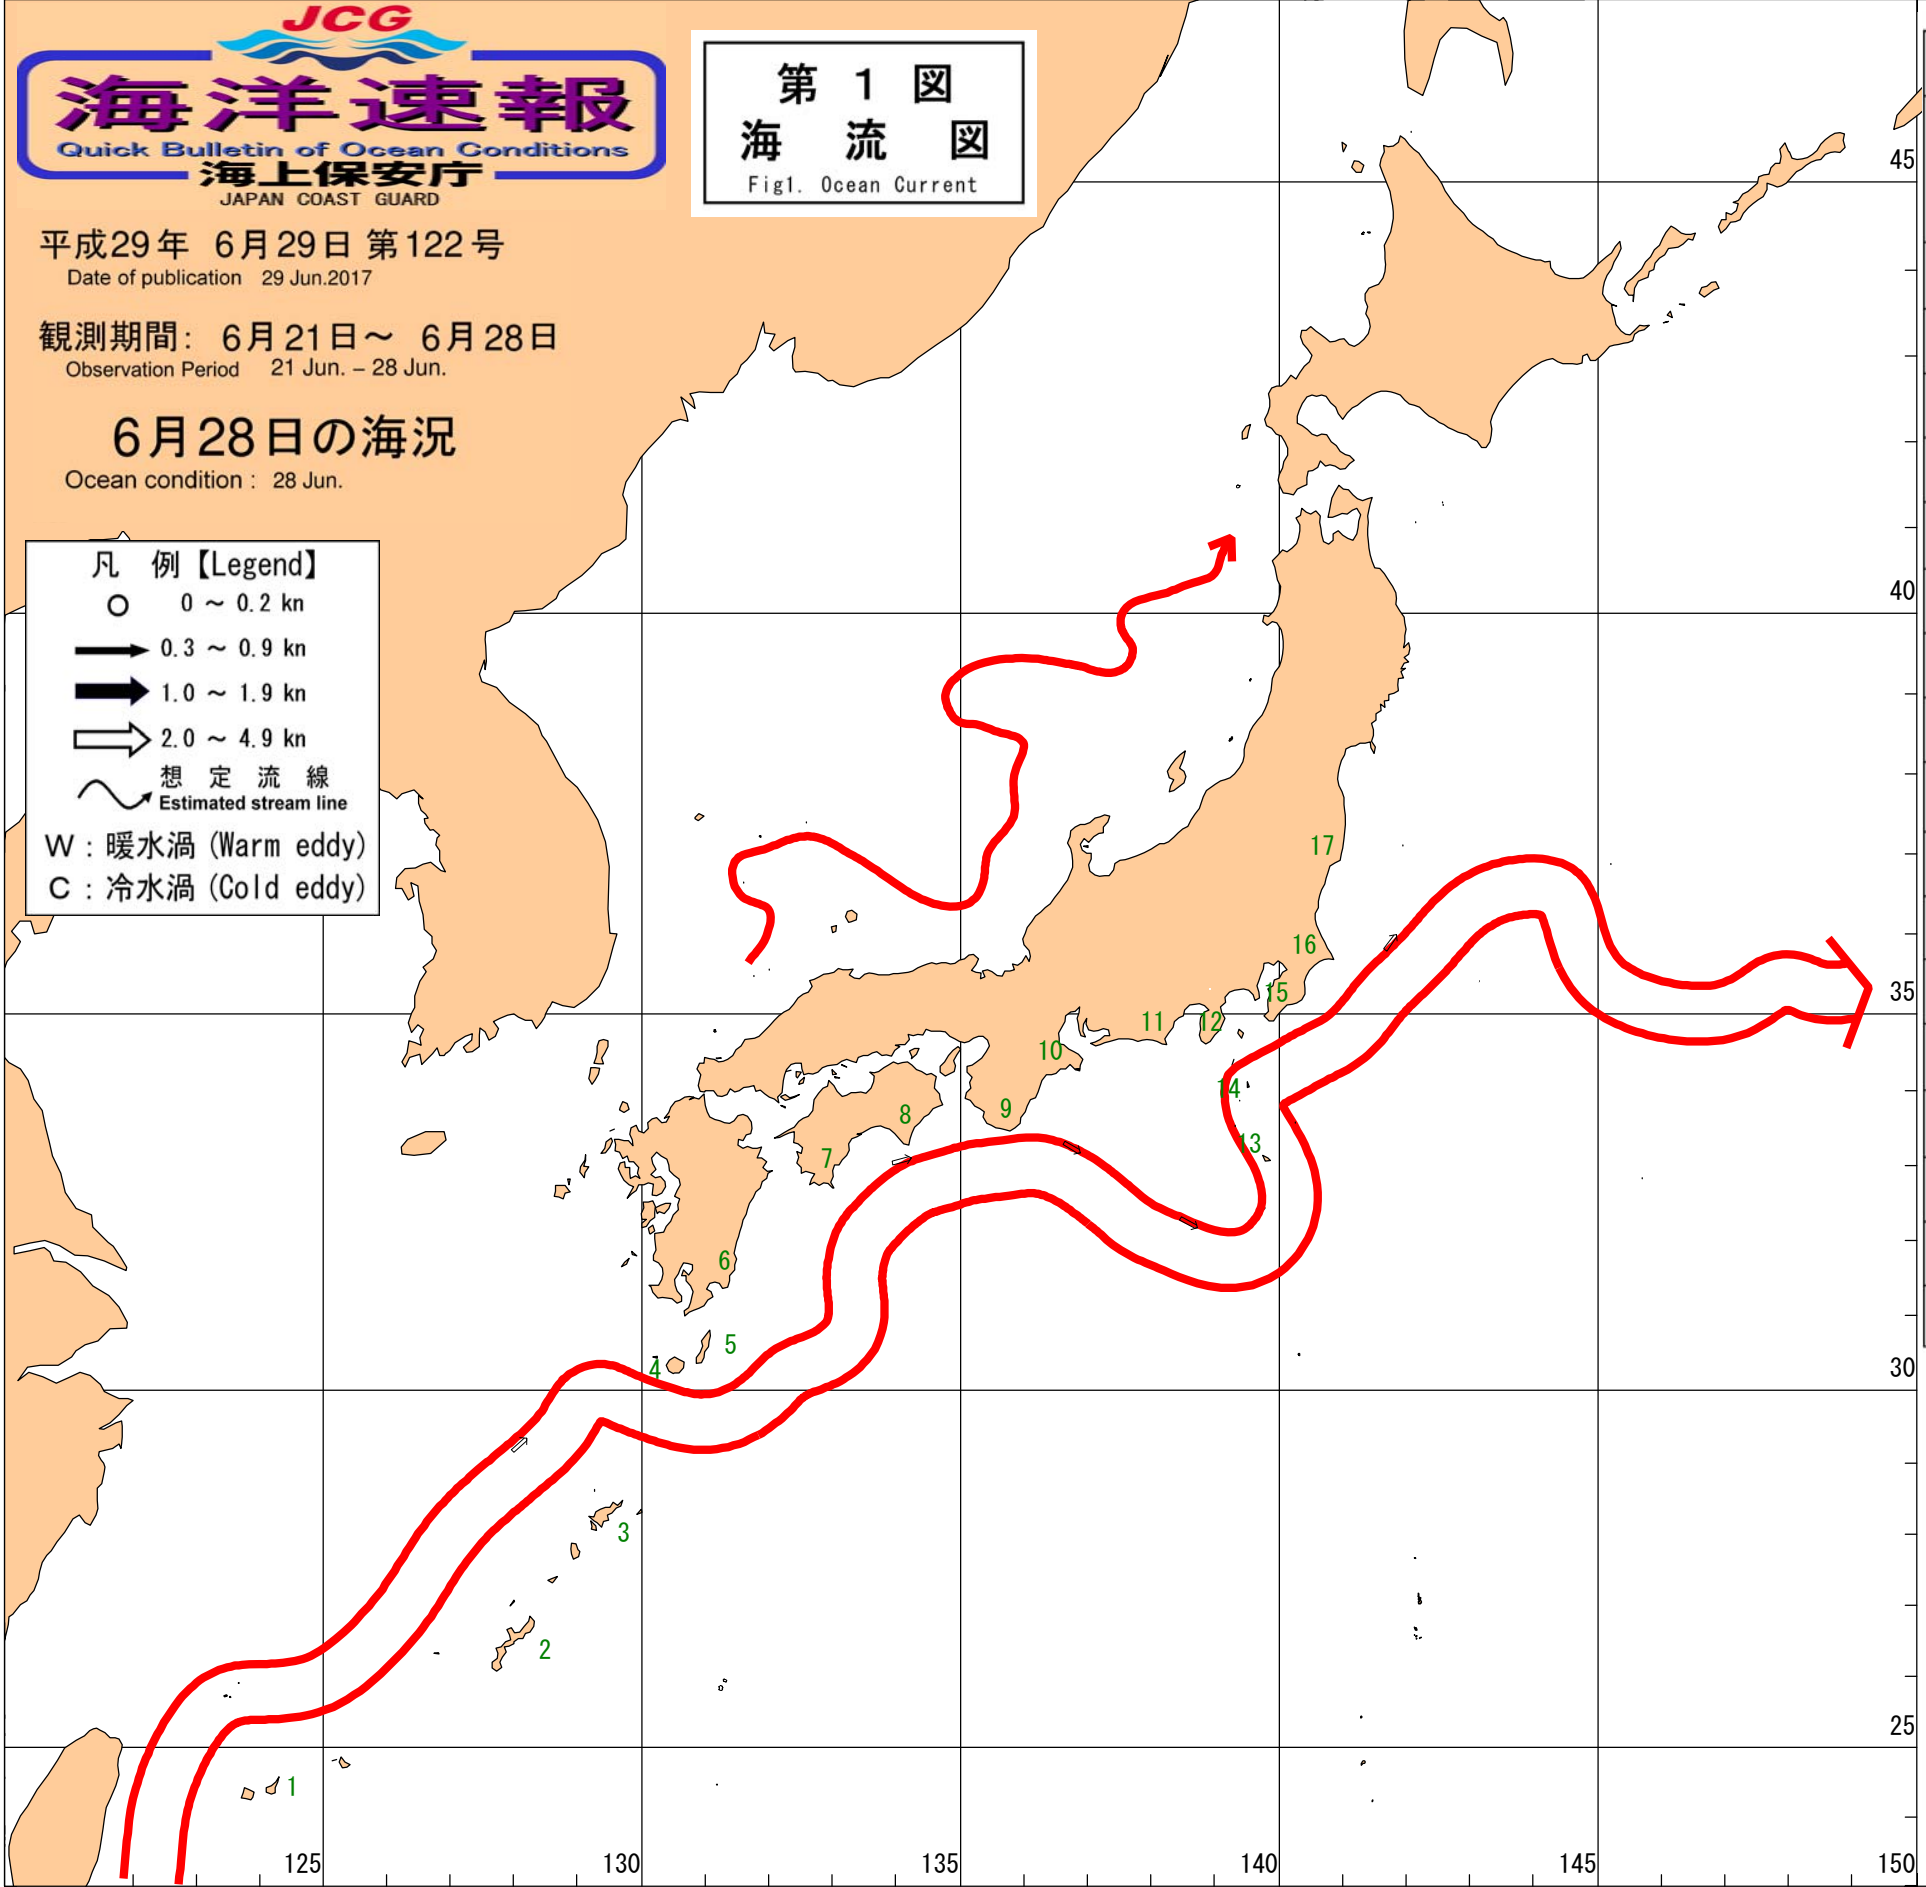 JCG
海洋速報
Quick Bulletin of Ocean Conditions
海上保安庁
JAPAN COAST GUARD
第 1 図
海 流 図
Fig1. Ocean Current
平成29年 6月29日 第122号
Date of publication 29 Jun.2017
観測期間: 6月21日～ 6月28日
Observation Period 21 Jun. – 28 Jun.
6月28日の海況
Ocean condition : 28 Jun.
凡 例【Legend】
0 ～ 0.2 kn
0.3 ～ 0.9 kn
1.0 ～ 1.9 kn
2.0 ～ 4.9 kn
想 定 流 線
Estimated stream line
W : 暖水渦 (Warm eddy)
C : 冷水渦 (Cold eddy)
45
40
17
16
35
15
14
13
12
11
10
9
8
7
6
5
4
30
3
2
25
1
125
130
135
140
145
150